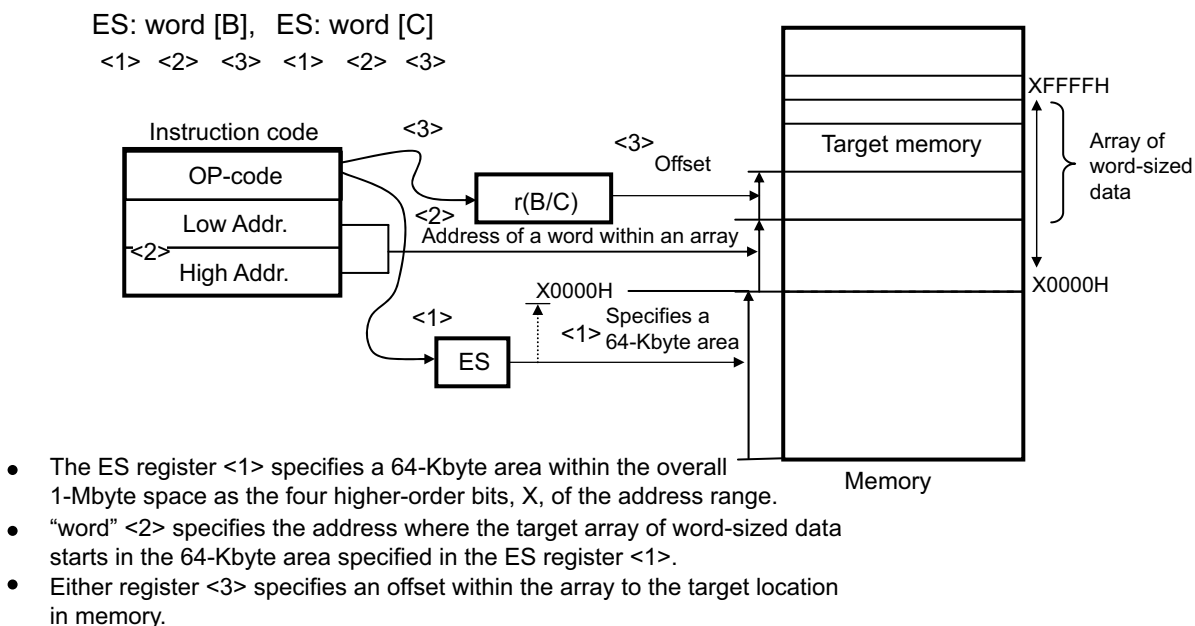 ES: word [B], ES: word [C]
<1> <2> <3> <1> <2> <3>
Instruction code
OP-code
Low Addr.
<2>
High Addr.
<3>
r(B/C)
<3>
Offset
<2>
Address of a word within an array
<1>
ES
X0000H
<1>
Specifies a
64-Kbyte area
XFFFFH
Target memory
Array of
word-sized
data
X0000H
Memory
● The ES register <1> specifies a 64-Kbyte area within the overall
1-Mbyte space as the four higher-order bits, X, of the address range.
● “word” <2> specifies the address where the target array of word-sized data
starts in the 64-Kbyte area specified in the ES register <1>.
● Either register <3> specifies an offset within the array to the target location
in memory.